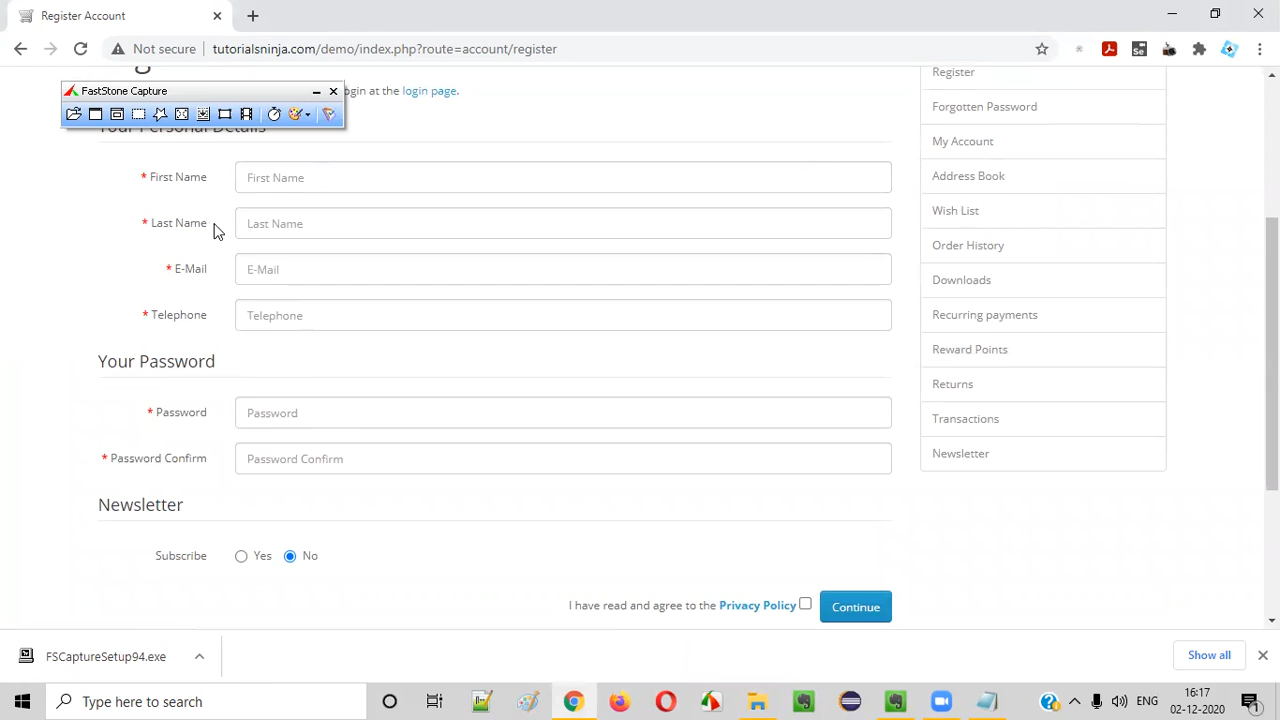 Register Account
Not secure
tutorialsninja.com/demo/index.php?route=account/register
FastStone Capture
login page.
Your Personal Details
* First Name
First Name
* Last Name
Last Name
* E-Mail
E-Mail
* Telephone
Telephone
Your Password
* Password
Password
* Password Confirm
Password Confirm
Newsletter
Subscribe
Yes
No
I have read and agree to the Privacy Policy
Continue
Register
Forgotten Password
My Account
Address Book
Wish List
Order History
Downloads
Recurring payments
Reward Points
Returns
Transactions
Newsletter
FSCaptureSetup94.exe
Show all
Type here to search
ENG
16:17
02-12-2020